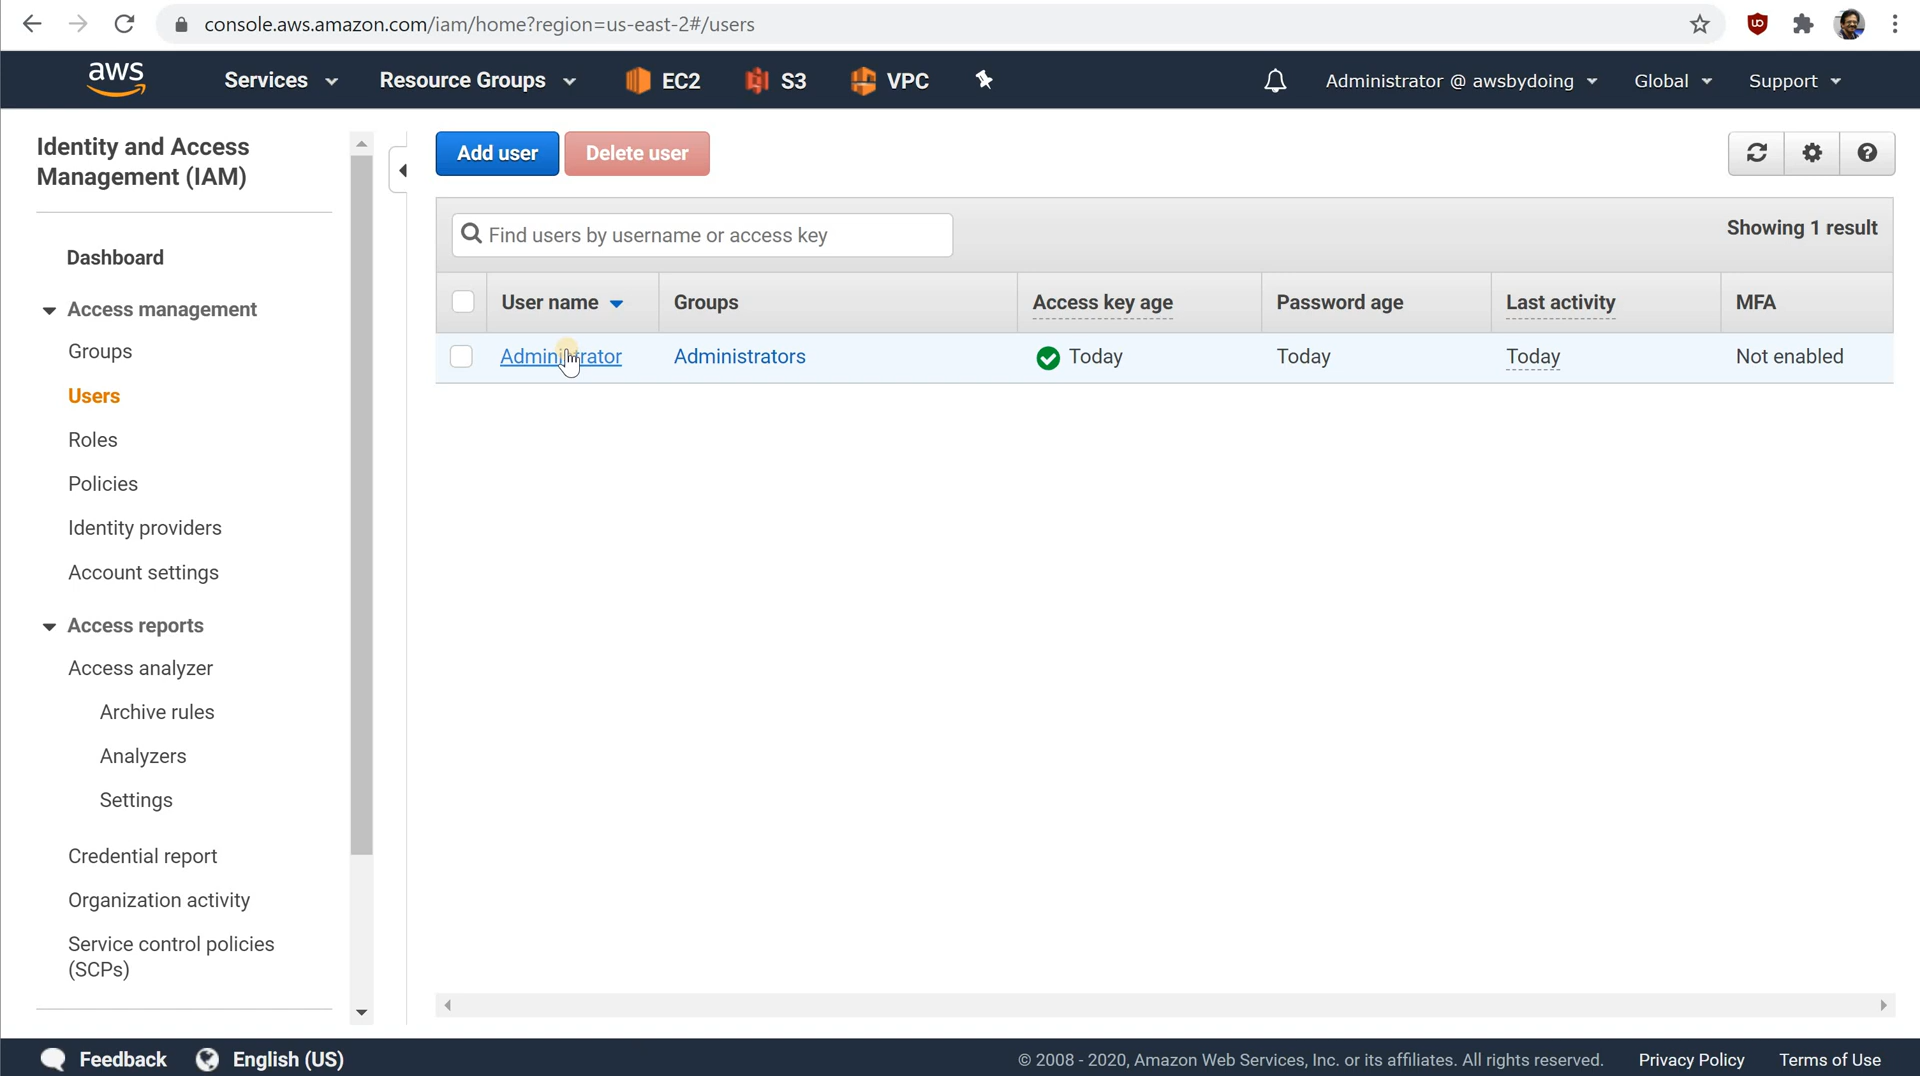 console.aws.amazon.com/iam/home?region=us-east-2#/users
aws Services Resource Groups EC2 S3 VPC Administrator @ awsbydoing Global Support
Identity and Access
Management (IAM)
Dashboard
Access management
Groups
Users
Roles
Policies
Identity providers
Account settings
Access reports
Access analyzer
Archive rules
Analyzers
Settings
Credential report
Organization activity
Service control policies
(SCPs)
Add user Delete user
Find users by username or access key
Showing 1 result
User name Groups Access key age Password age Last activity MFA
Administrator Administrators Today Today Today Not enabled
Feedback English (US) © 2008 - 2020, Amazon Web Services, Inc. or its affiliates. All rights reserved. Privacy Policy Terms of Use